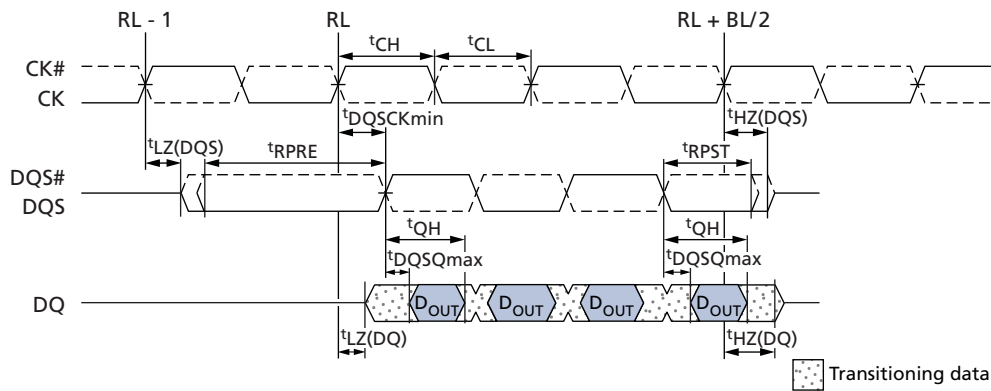 RL - 1 RL RL + BL/2
tCH tCL
CK#
CK
tDQSCKmin tHZ(DQS)
tLZ(DQS) tRPRE tRPST
DQS#
DQS
tQH tQH
tDQSQmax tDQSQmax
DQ DOUT DOUT DOUT DOUT
tLZ(DQ) tHZ(DQ)
Transitioning data